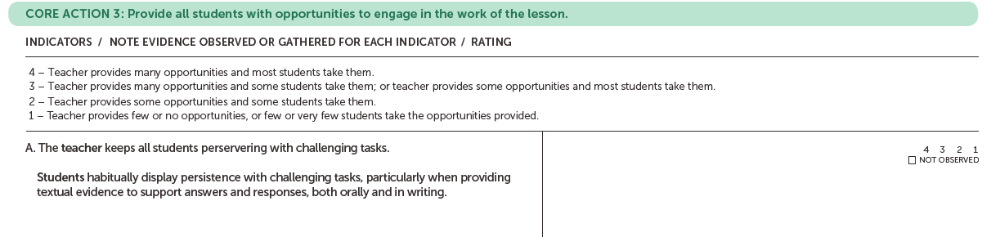 CORE ACTION 3: Provide all students with opportunities to engage in the work of the lesson.
INDICATORS / NOTE EVIDENCE OBSERVED OR GATHERED FOR EACH INDICATOR / RATING
4 – Teacher provides many opportunities and most students take them.
3 – Teacher provides many opportunities and some students take them; or teacher provides some opportunities and most students take them.
2 – Teacher provides some opportunities and some students take them.
1 – Teacher provides few or no opportunities, or few or very few students take the opportunities provided.
A. The teacher keeps all students perservering with challenging tasks.
Students habitually display persistence with challenging tasks, particularly when providing
textual evidence to support answers and responses, both orally and in writing.
4 3 2 1
NOT OBSERVED